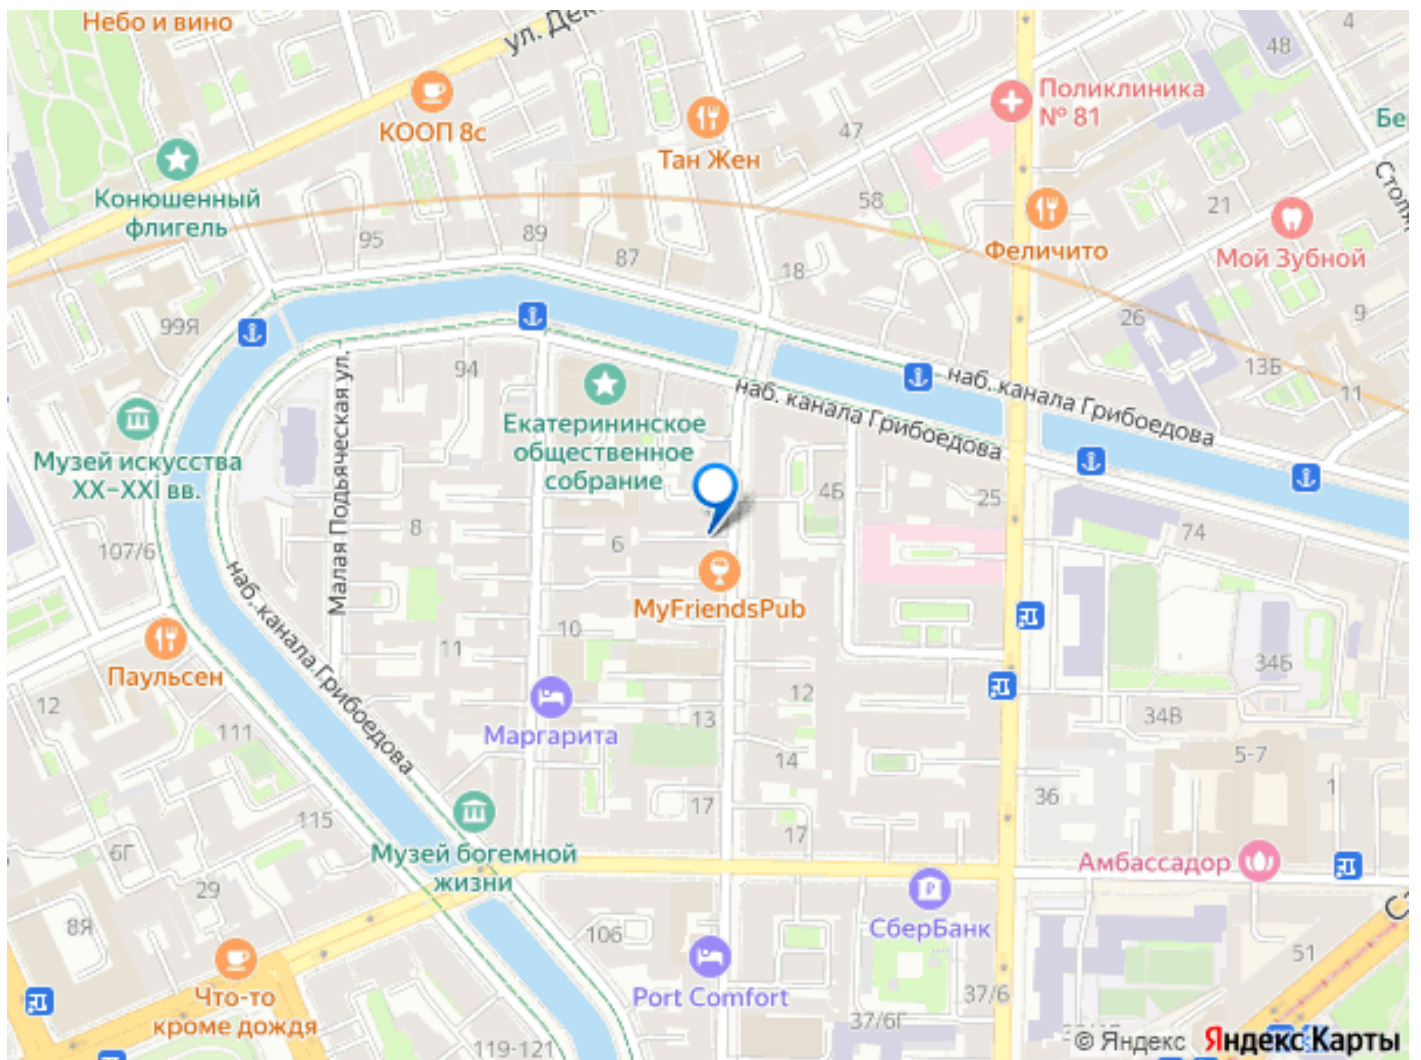 Небо и вино
ул. Дек
4
48
КООП 8с
Поликлиника
№ 81
47
Тан Жен
Бе
Столя
Конюшенный
флигель
58
21
95
89
87
18
Феличито
Мой Зубной
99Я
26
9
94
13Б
11
наб. канала Грибоедова
наб. канала Грибоедова
Малая Подьяческая ул.
Екатерининское
общественное
собрание
Музей искусства
XX–XXI вв.
4Б
25
8
6
74
107/6
наб. канала Грибоедова
MyFriendsPub
10
11
Паульсен
34Б
12
12
13
34В
111
Маргарита
14
5-7
36
1
115
17
17
6Г
Музей богемной
жизни
Амбассадор
29
8Я
СберБанк
106
51
Что-то
кроме дождя
Port Comfort
37/6
37/6Г
119-121
© Яндекс Яндекс Карты